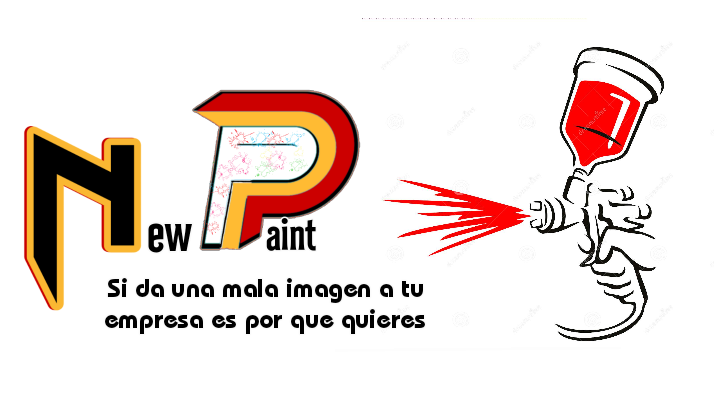 New Paint
Si da una mala imagen a tu
empresa es por que quieres